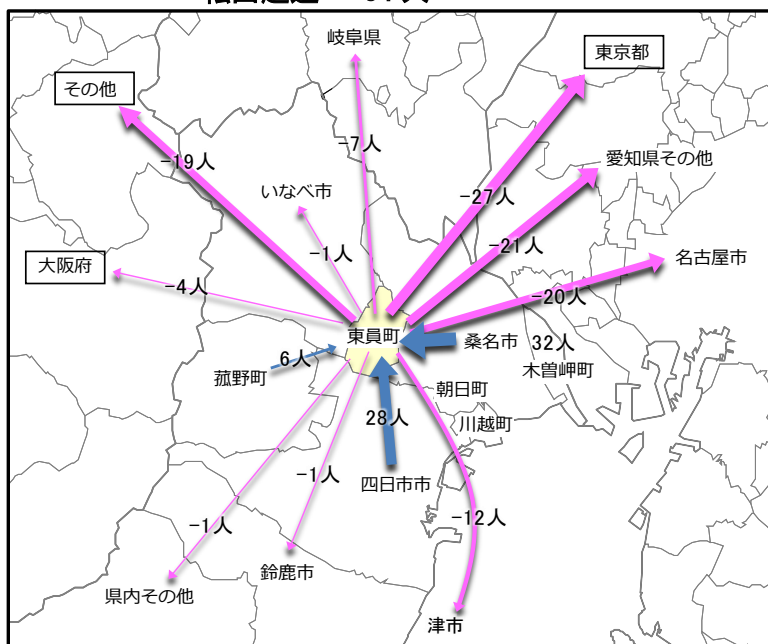 岐阜県
東京都
その他
-7人
-19人
愛知県その他
いなべ市
-27人
-21人
-1人
大阪府
名古屋市
-4人
-20人
東員町
桑名市
32人
6人
木曽岬町
菰野町
朝日町
28人
川越町
-1人
四日市市
-12人
-1人
鈴鹿市
県内その他
津市